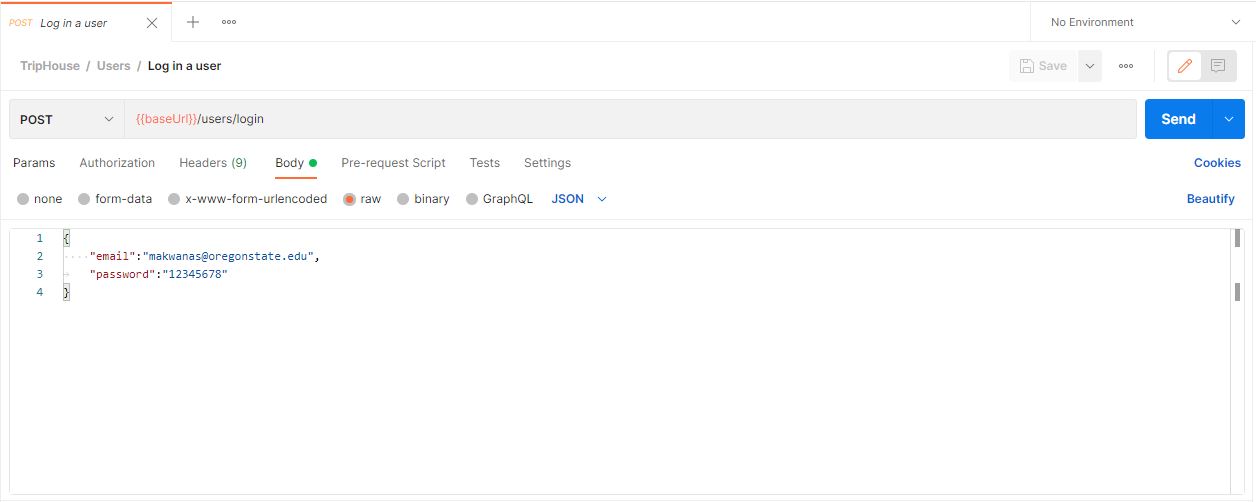 POST Log in a user
No Environment
TripHouse / Users / Log in a user
Save
POST
{{baseUrl}}/users/login
Send
Params Authorization Headers (9) Body Pre-request Script Tests Settings Cookies
none form-data x-www-form-urlencoded raw binary GraphQL JSON Beautify
1 {
2 "email":"makwanas@oregonstate.edu",
3 "password":"12345678"
4 }